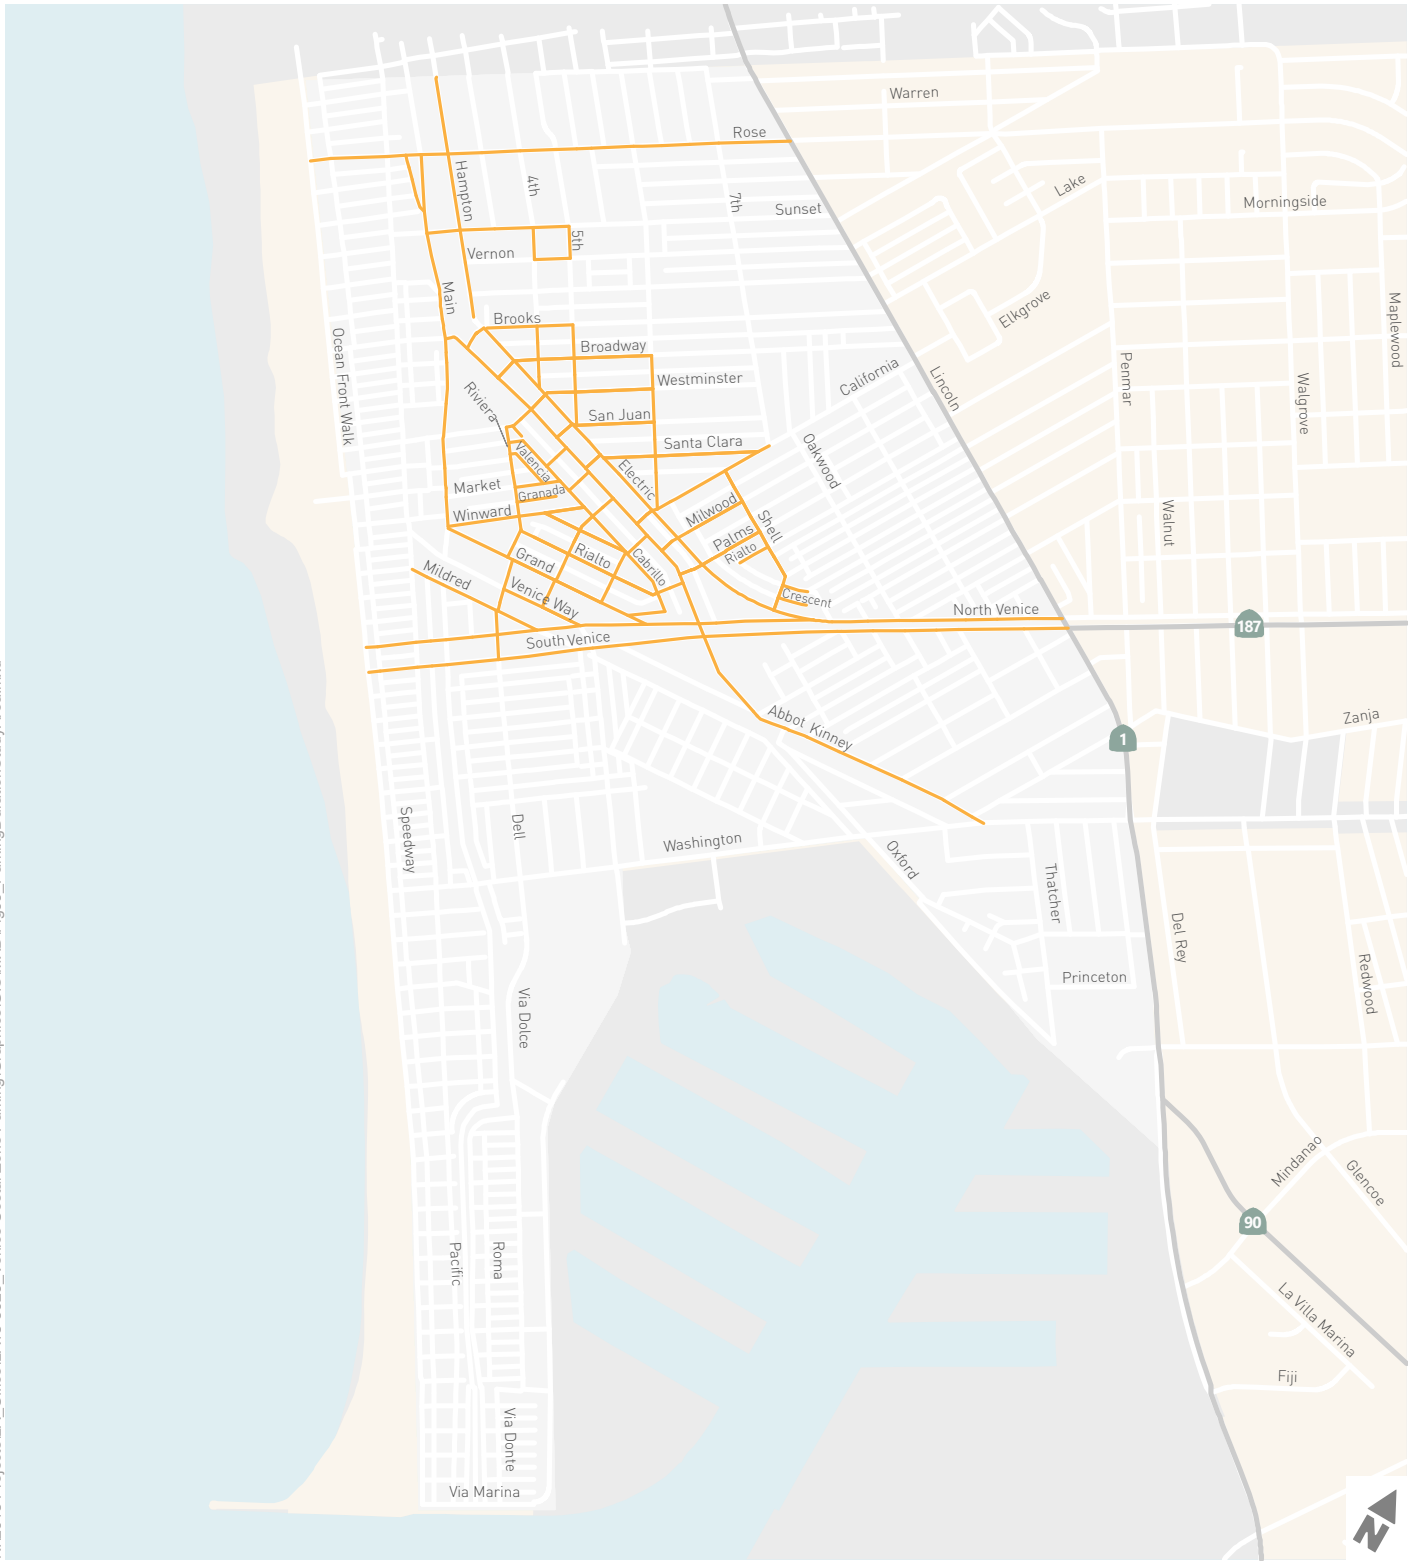 Warren
Rose
Hampton
4th
7th
Lake
Sunset
Morningside
5th
Vernon
Main
Elkgrove
Maplewood
Brooks
Ocean Front Walk
Broadway
Westminster
California
Lincoln
Penmar
Walgrove
Riviera
San Juan
Santa Clara
Oakwood
Valencia
Electric
Market
Granada
Winward
Milwood
Shell
Walnut
Palms
Rialto
Grand
Rialto
Cabrillo
Mildred
Venice Way
Crescent
North Venice
187
South Venice
Abbot Kinney
Zanja
1
Speedway
Dell
Washington
Oxford
Thatcher
Del Rey
Redwood
Princeton
Via Dolce
Mindanao
Glencoe
90
Pacific
Roma
La Villa Marina
Fiji
Via Donte
Via Marina
N